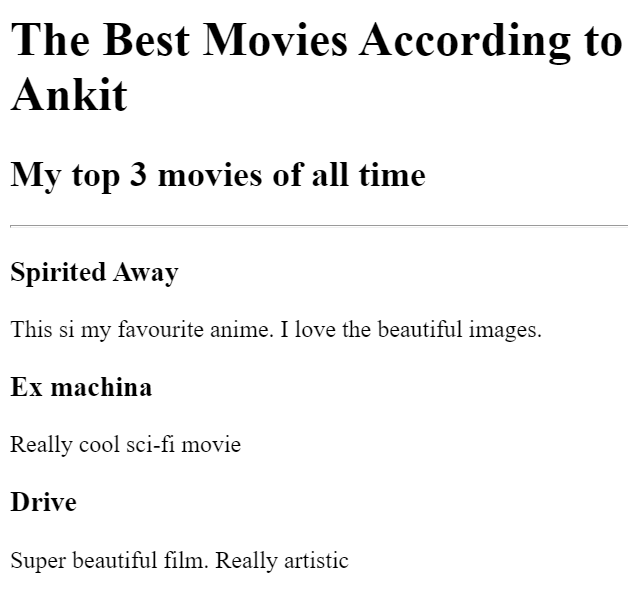 The Best Movies According to
Ankit
My top 3 movies of all time
Spirited Away
This si my favourite anime. I love the beautiful images.
Ex machina
Really cool sci-fi movie
Drive
Super beautiful film. Really artistic